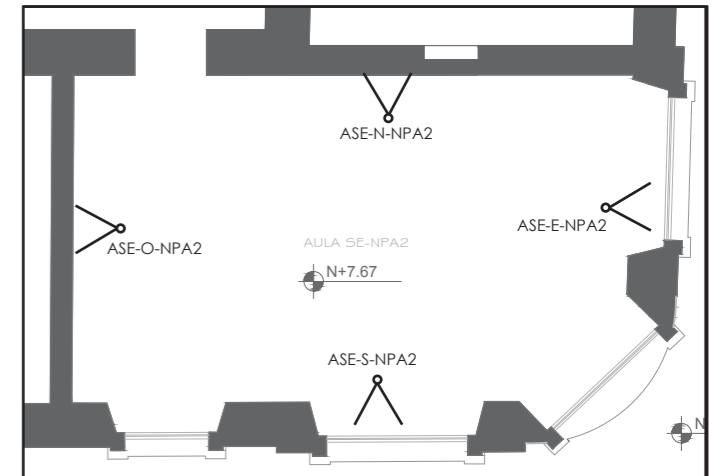 ASE-N-NPA2
ASE-E-NPA2
ASE-O-NPA2
AULA SE-NPA2
N+7.67
ASE-S-NPA2
N